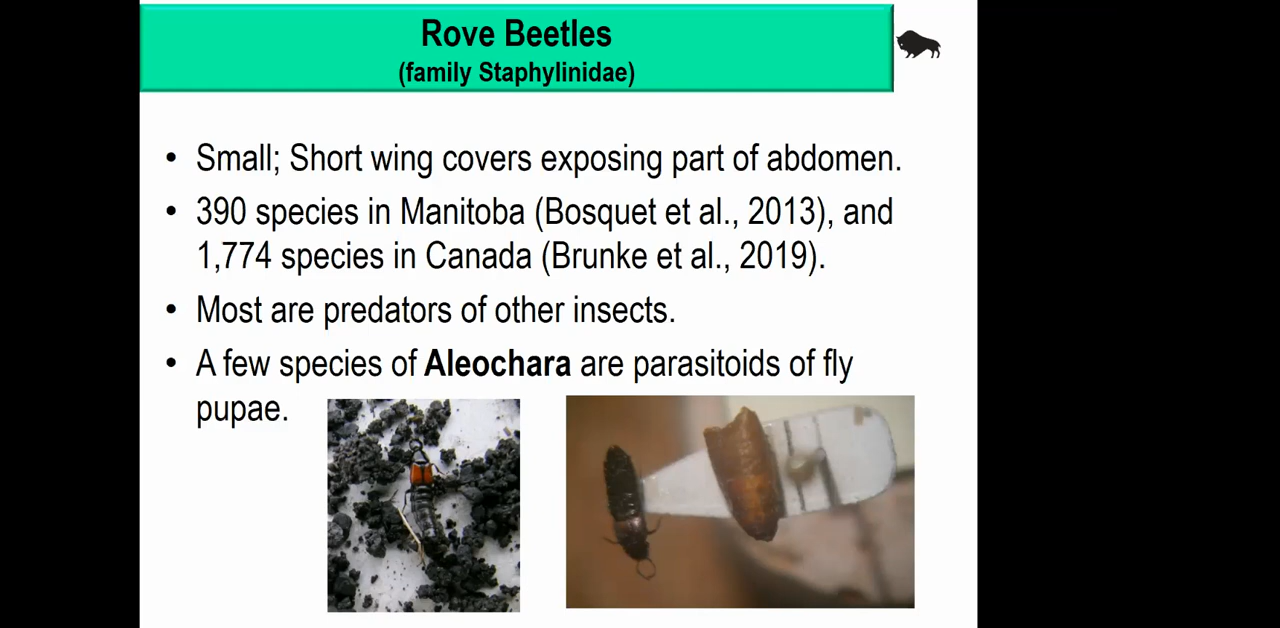 Rove Beetles
(family Staphylinidae)
• Small; Short wing covers exposing part of abdomen.
• 390 species in Manitoba (Bosquet et al., 2013), and
1,774 species in Canada (Brunke et al., 2019).
• Most are predators of other insects.
• A few species of Aleochara are parasitoids of fly
pupae.